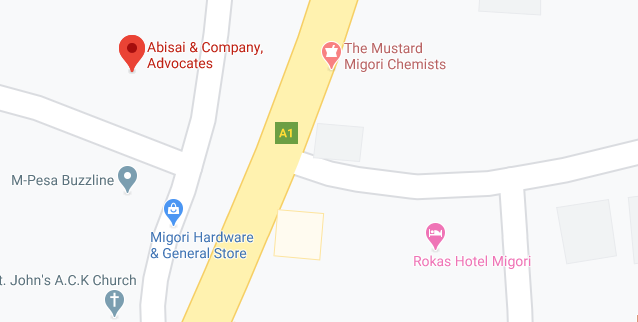 Abisai & Company,
Advocates
The Mustard
Migori Chemists
A1
M-Pesa Buzzline
Migori Hardware
& General Store
Rokas Hotel Migori
t. John's A.C.K Church